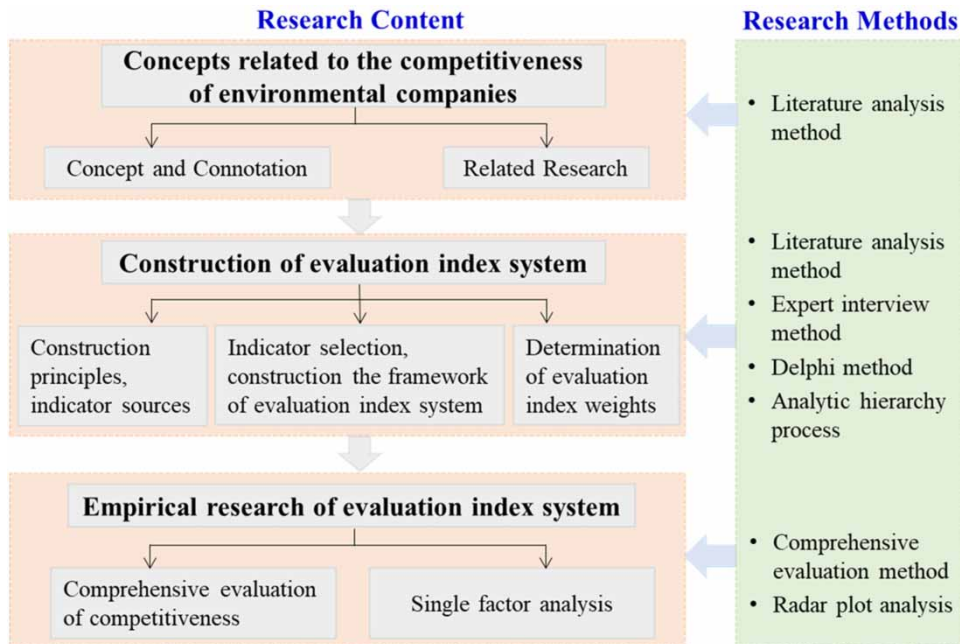 Research Content
Research Methods
Concepts related to the competitiveness
of environmental companies
Concept and Connotation
Related Research
• Literature analysis
method
Construction of evaluation index system
Construction
principles,
indicator sources
Indicator selection,
construction the framework
of evaluation index system
Determination
of evaluation
index weights
• Literature analysis
method
• Expert interview
method
• Delphi method
• Analytic hierarchy
process
Empirical research of evaluation index system
Comprehensive evaluation
of competitiveness
Single factor analysis
• Comprehensive
evaluation method
• Radar plot analysis